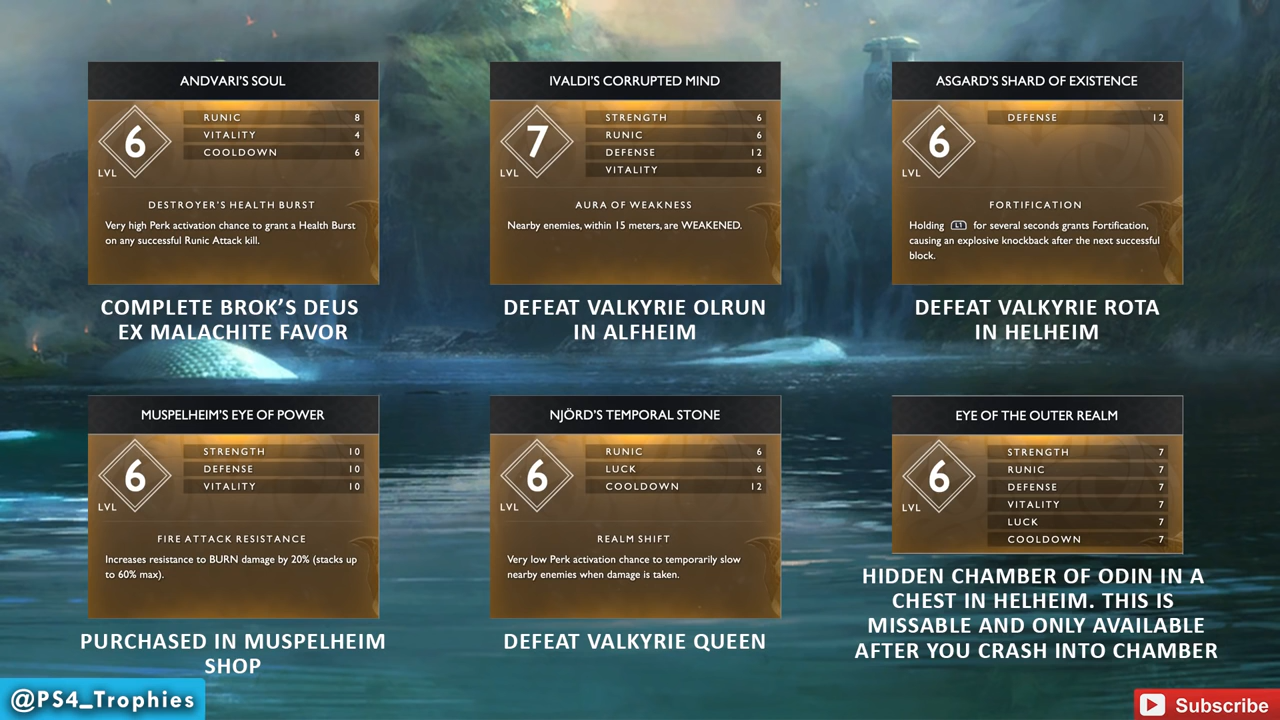 ANDVARI'S SOUL
6
LVL
RUNIC 8
VITALITY 4
COOLDOWN 6
DESTROYER'S HEALTH BURST
Very high Perk activation chance to grant a Health Burst
on any successful Runic Attack kill.
COMPLETE BROK'S DEUS
EX MALACHITE FAVOR
IVALDI'S CORRUPTED MIND
7
LVL
STRENGTH 6
RUNIC 6
DEFENSE 12
VITALITY 6
AURA OF WEAKNESS
Nearby enemies, within 15 meters, are WEAKENED.
DEFEAT VALKYRIE OLRUN
IN ALFHEIM
ASGARD'S SHARD OF EXISTENCE
6
LVL
DEFENSE 12
FORTIFICATION
Holding L1 for several seconds grants Fortification,
causing an explosive knockback after the next successful
block.
DEFEAT VALKYRIE ROTA
IN HELHEIM
MUSPELHEIM'S EYE OF POWER
6
LVL
STRENGTH 10
DEFENSE 10
VITALITY 10
FIRE ATTACK RESISTANCE
Increases resistance to BURN damage by 20% (stacks up
to 60% max).
PURCHASED IN MUSPELHEIM
SHOP
NJÖRD'S TEMPORAL STONE
6
LVL
RUNIC 6
LUCK 6
COOLDOWN 12
REALM SHIFT
Very low Perk activation chance to temporarily slow
nearby enemies when damage is taken.
DEFEAT VALKYRIE QUEEN
EYE OF THE OUTER REALM
6
LVL
STRENGTH 7
RUNIC 7
DEFENSE 7
VITALITY 7
LUCK 7
COOLDOWN 7
HIDDEN CHAMBER OF ODIN IN A
CHEST IN HELHEIM. THIS IS
MISSABLE AND ONLY AVAILABLE
AFTER YOU CRASH INTO CHAMBER
@PS4_Trophies
Subscribe